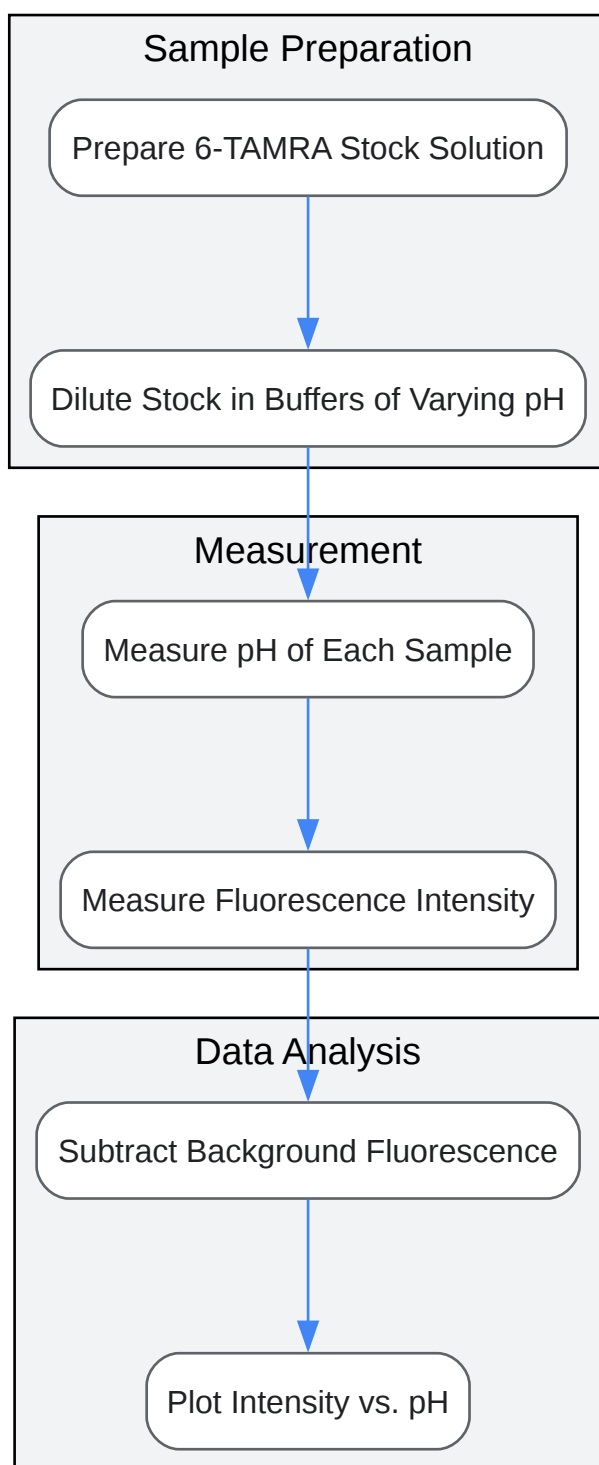 Sample Preparation
Prepare 6-TAMRA Stock Solution
Dilute Stock in Buffers of Varying pH
Measurement
Measure pH of Each Sample
Measure Fluorescence Intensity
Data Analysis
Subtract Background Fluorescence
Plot Intensity vs. pH